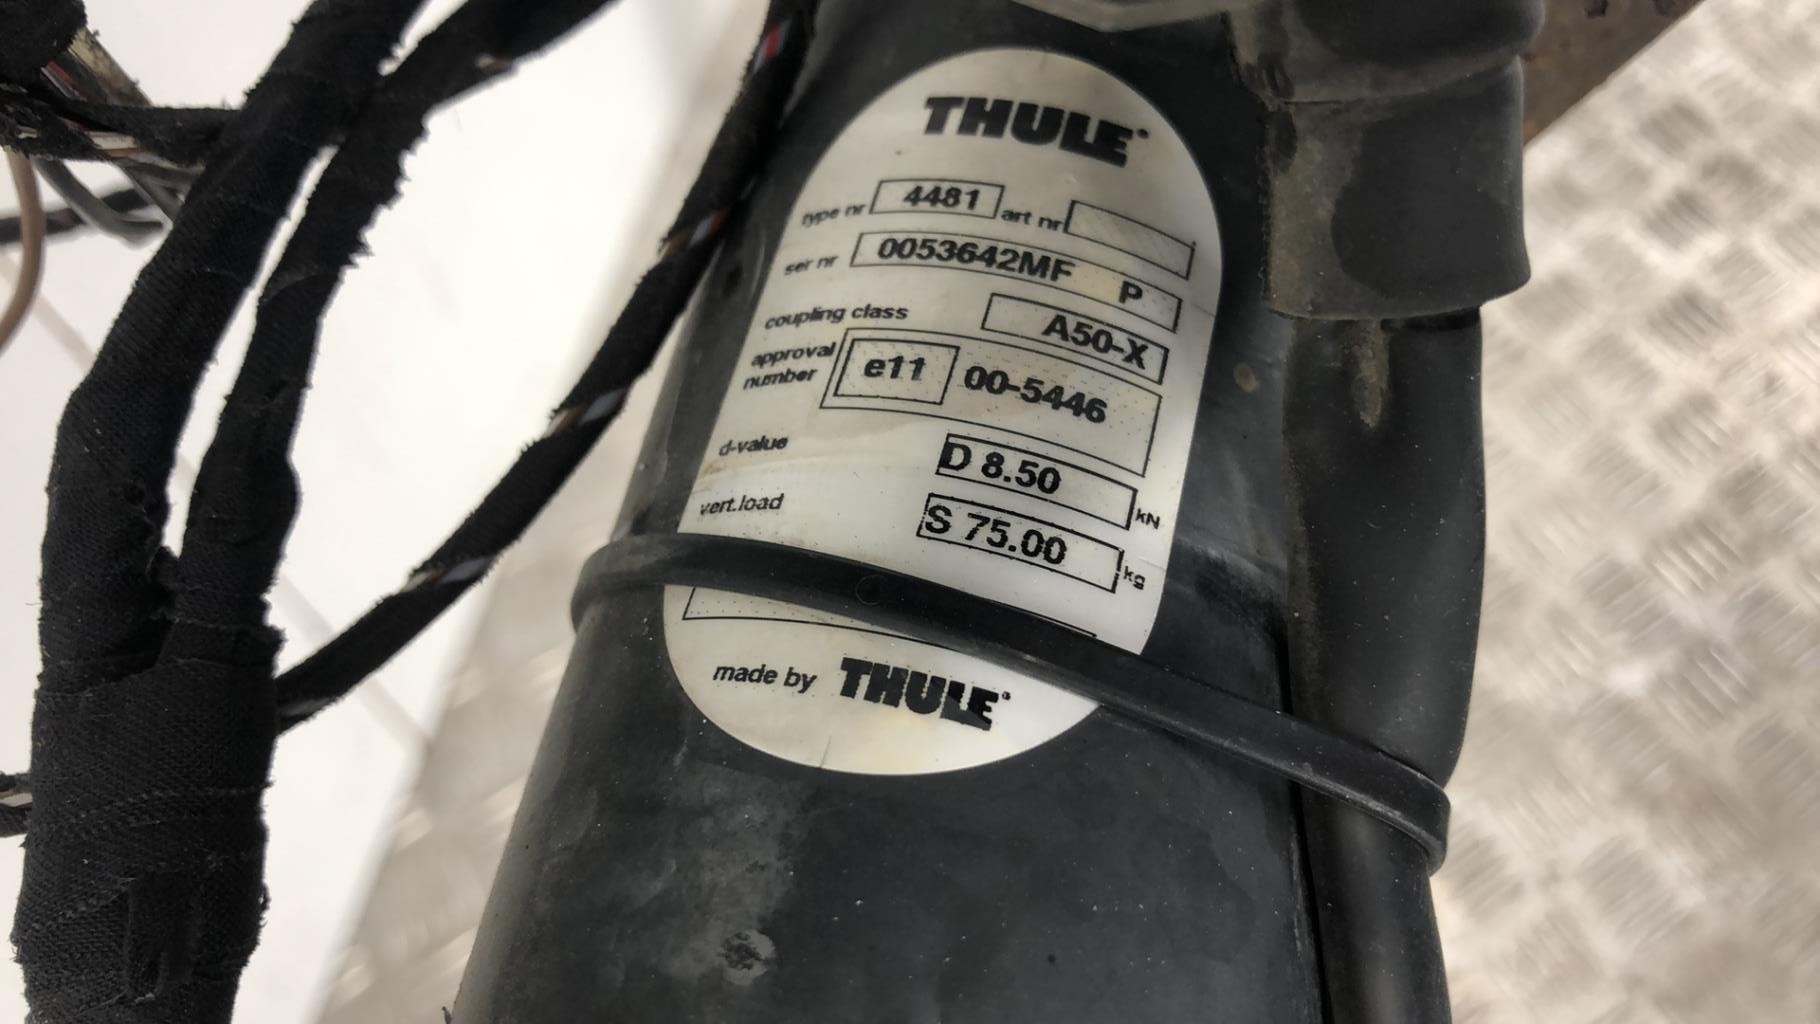 THULE
type nr 4481 art nr
ser nr 0053642MF P
coupling class A50-X
approval number e11 00-5446
d-value D 8.50 kN
vert.load S 75.00 kg
made by THULE